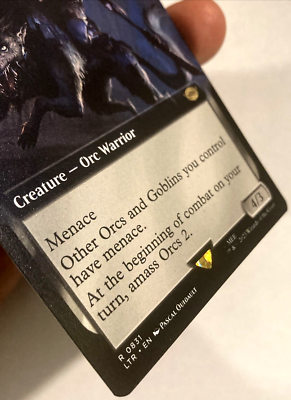 Creature — Orc Warrior
Menace
Other Orcs and Goblins you control
have menace.
At the beginning of combat on your
turn, amass Orcs 2.
4/3
R 0831
LTR • EN Pascal Quidault
MEE